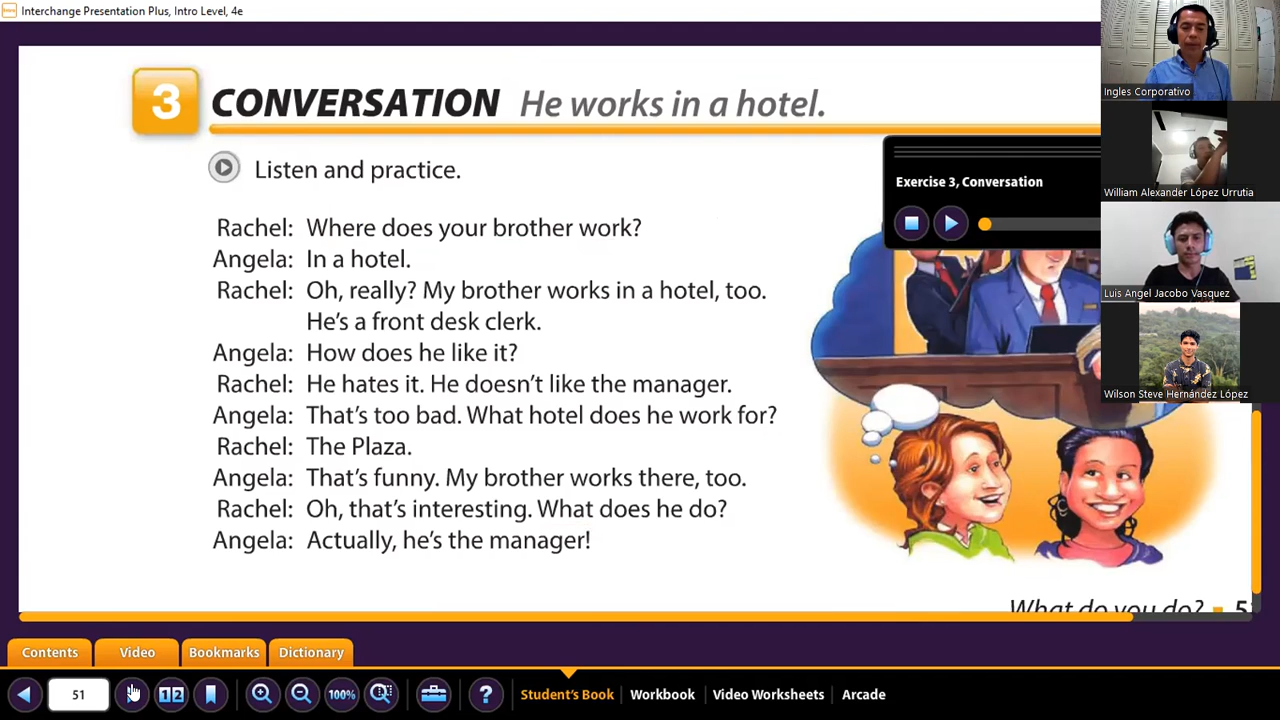 Interchange Presentation Plus, Intro Level, 4e
3 CONVERSATION He works in a hotel.
Listen and practice.
Rachel: Where does your brother work?
Angela: In a hotel.
Rachel: Oh, really? My brother works in a hotel, too.
He's a front desk clerk.
Angela: How does he like it?
Rachel: He hates it. He doesn't like the manager.
Angela: That's too bad. What hotel does he work for?
Rachel: The Plaza.
Angela: That's funny. My brother works there, too.
Rachel: Oh, that's interesting. What does he do?
Angela: Actually, he's the manager!
Exercise 3, Conversation
Ingles Corporativo
William Alexander López Urrutia
Luis Angel Jacobo Vasquez
Wilson Steve Hernández López
What do you do?
Contents Video Bookmarks Dictionary
51 1 2 100% ? Student's Book Workbook Video Worksheets Arcade